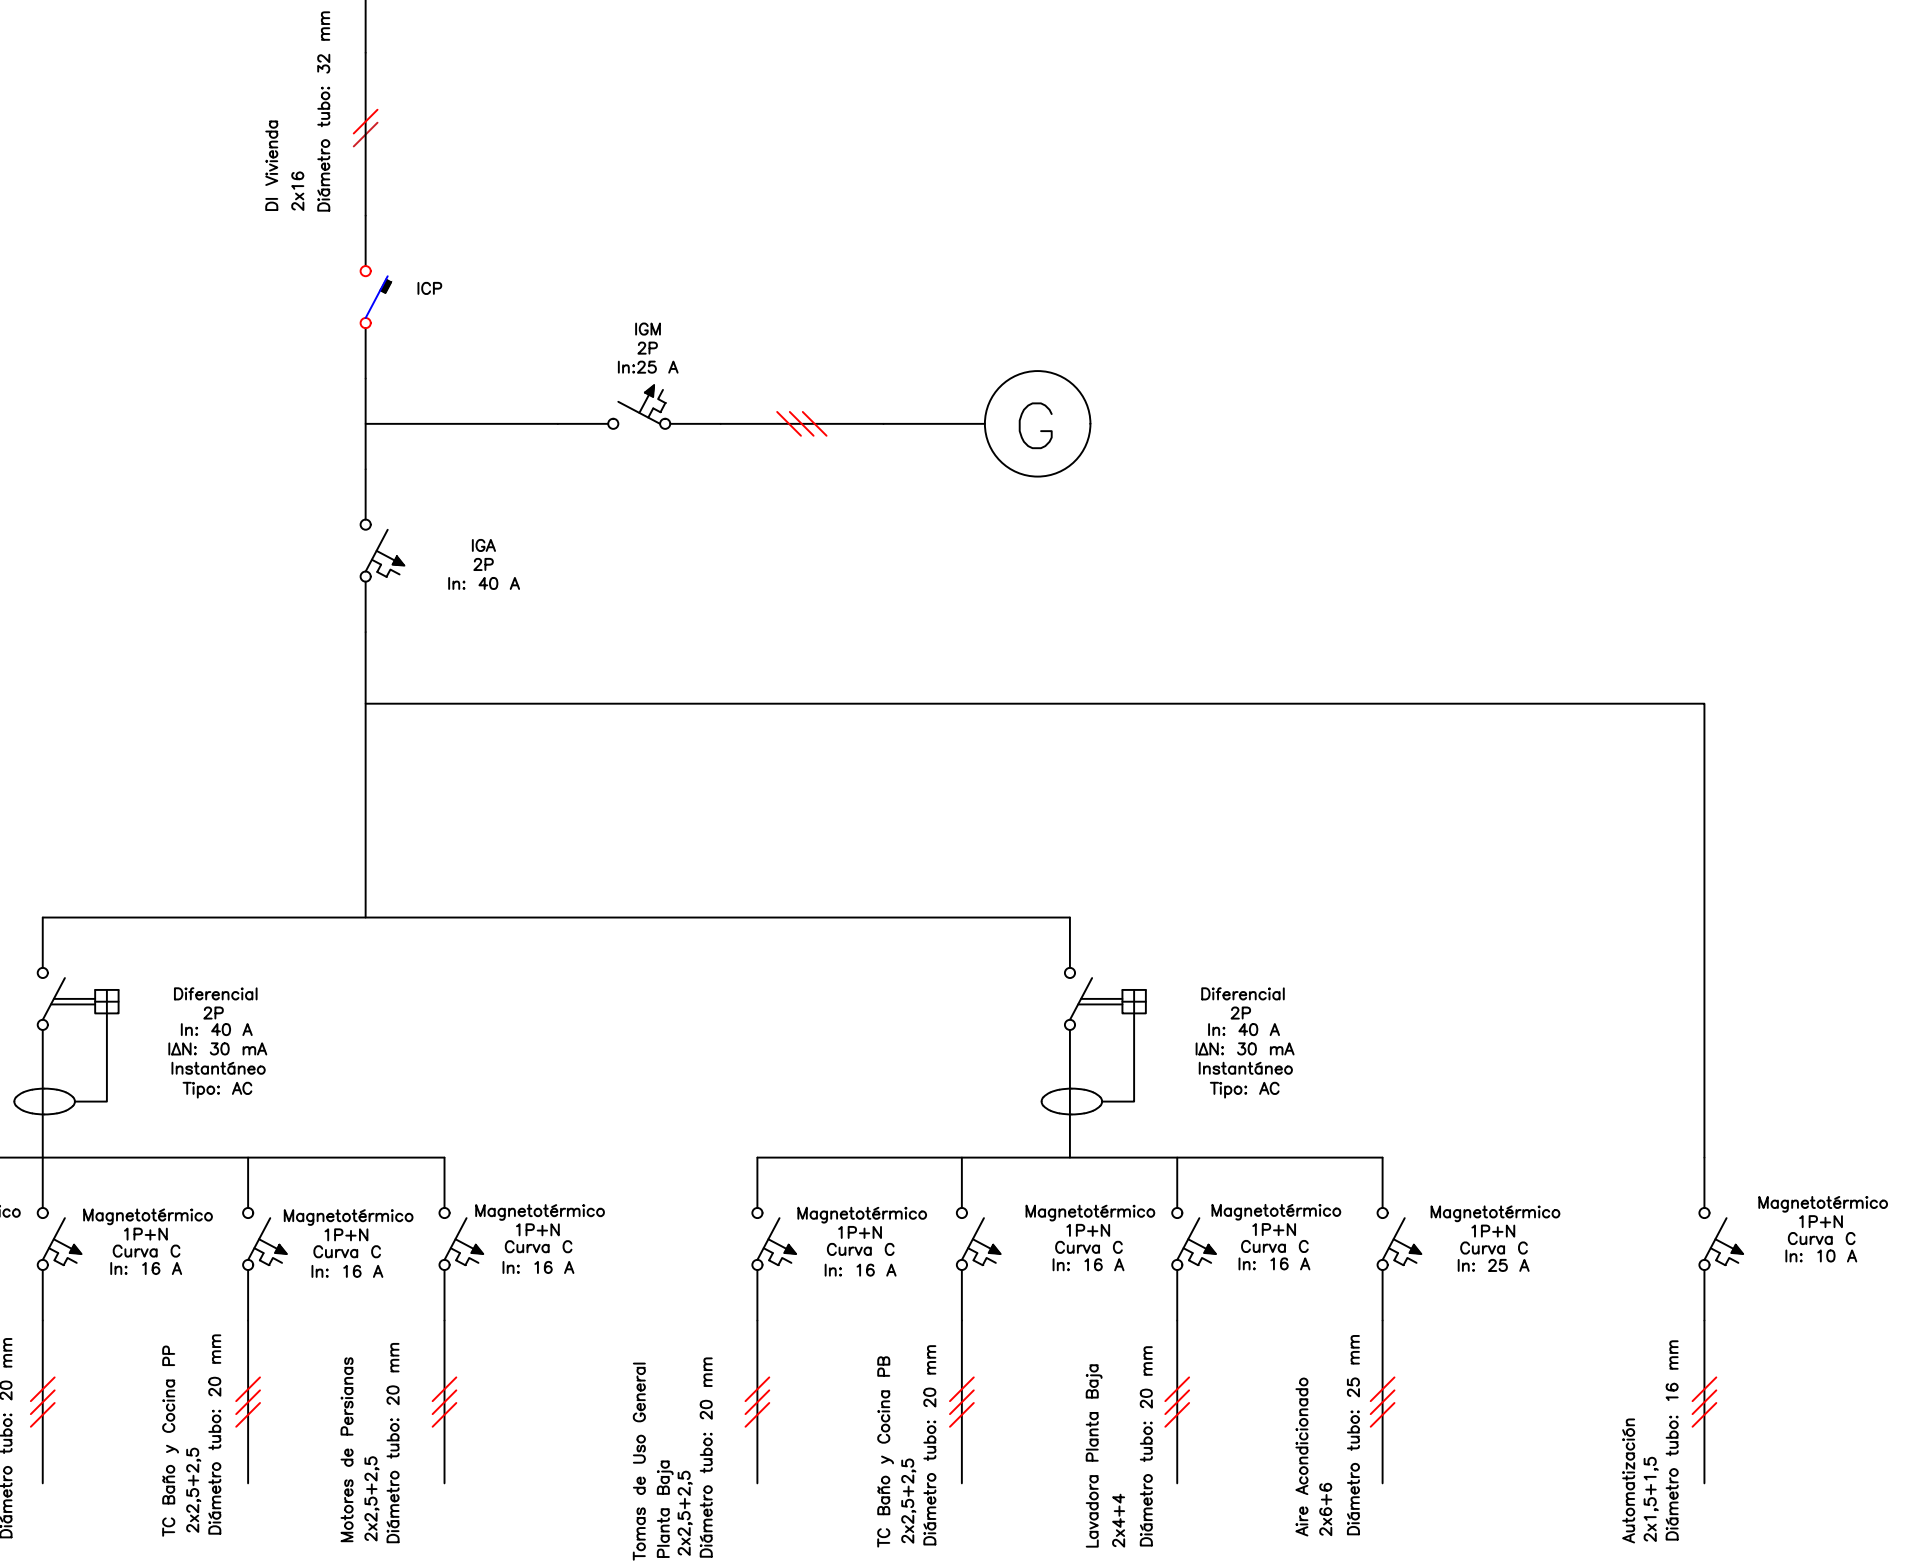 DI Vivienda
2x16
Diámetro tubo: 32 mm
ICP
IGM
2P
In:25 A
G
IGA
2P
In: 40 A
Diferencial
2P
In: 40 A
IΔN: 30 mA
Instantáneo
Tipo: AC
Diferencial
2P
In: 40 A
IΔN: 30 mA
Instantáneo
Tipo: AC
ico
Magnetotérmico
1P+N
Curva C
In: 16 A
Magnetotérmico
1P+N
Curva C
In: 16 A
Magnetotérmico
1P+N
Curva C
In: 16 A
Magnetotérmico
1P+N
Curva C
In: 16 A
Magnetotérmico
1P+N
Curva C
In: 16 A
Magnetotérmico
1P+N
Curva C
In: 16 A
Magnetotérmico
1P+N
Curva C
In: 25 A
Magnetotérmico
1P+N
Curva C
In: 10 A
Diámetro tubo: 20 mm
TC Baño y Cocina PP
2x2,5+2,5
Diámetro tubo: 20 mm
Motores de Persianas
2x2,5+2,5
Diámetro tubo: 20 mm
Tomas de Uso General
Planta Baja
2x2,5+2,5
Diámetro tubo: 20 mm
TC Baño y Cocina PB
2x2,5+2,5
Diámetro tubo: 20 mm
Lavadora Planta Baja
2x4+4
Diámetro tubo: 20 mm
Aire Acondicionado
2x6+6
Diámetro tubo: 25 mm
Automatización
2x1,5+1,5
Diámetro tubo: 16 mm